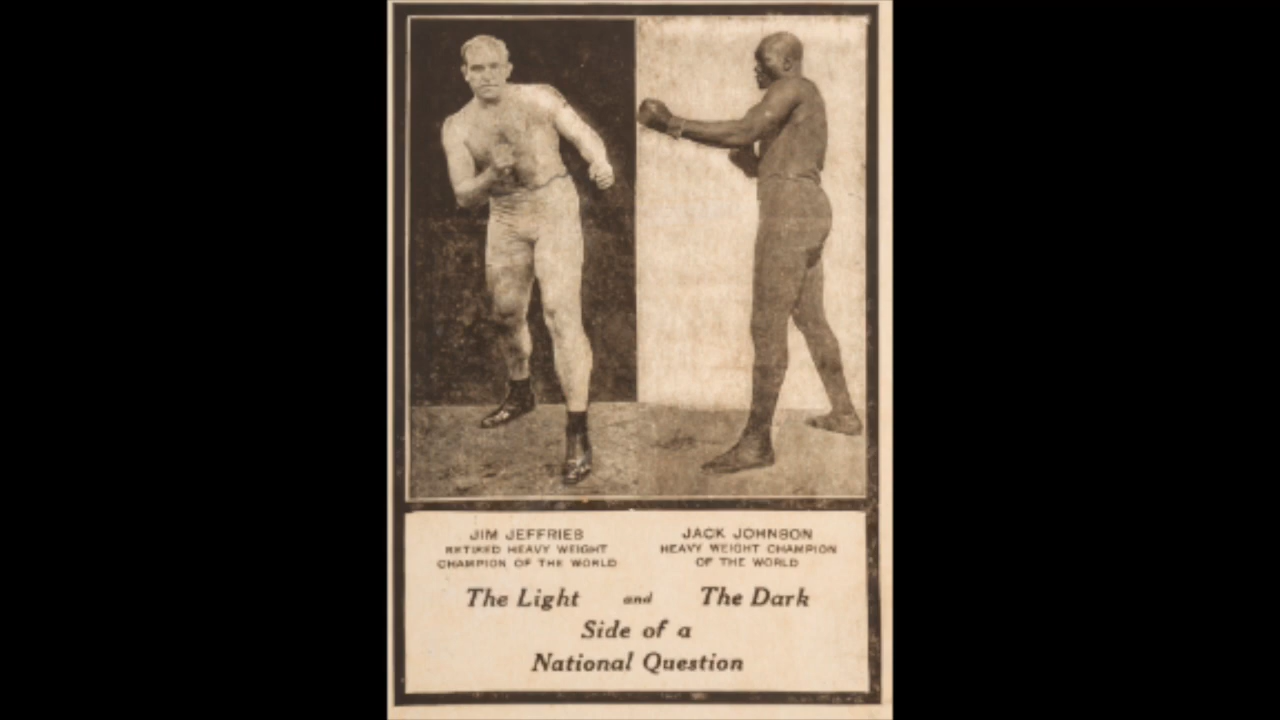 JIM JEFFRIES
RETIRED HEAVY WEIGHT
CHAMPION OF THE WORLD
JACK JOHNSON
HEAVY WEIGHT CHAMPION
OF THE WORLD
The Light and The Dark
Side of a
National Question